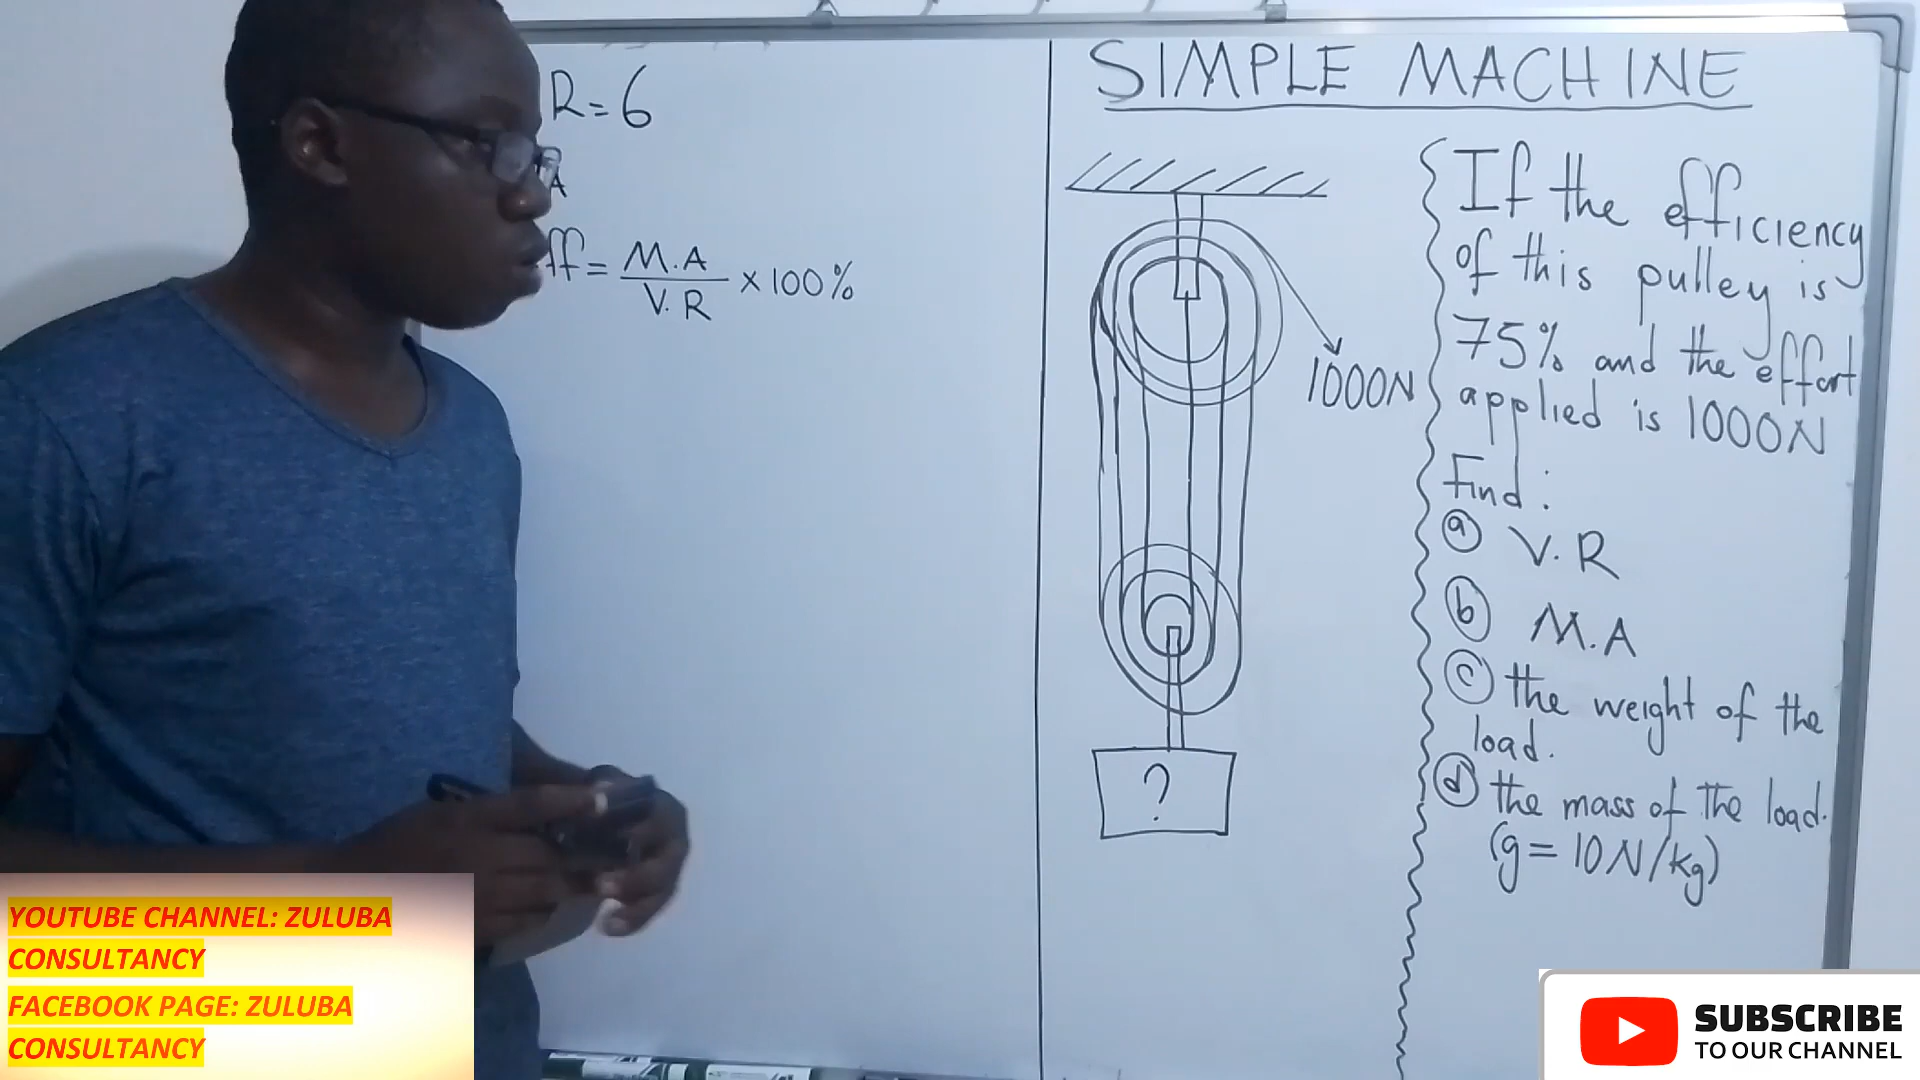 R = 6
A
ff = M.A / V.R × 100%
SIMPLE MACHINE
1000N
?
If the efficiency
of this pulley is
75% and the effort
applied is 1000N
Find:
(a) V.R
(b) M.A
(c) the weight of the
load.
(d) the mass of the load.
(g = 10N/kg)
YOUTUBE CHANNEL: ZULUBA
CONSULTANCY
FACEBOOK PAGE: ZULUBA
CONSULTANCY
SUBSCRIBE
TO OUR CHANNEL